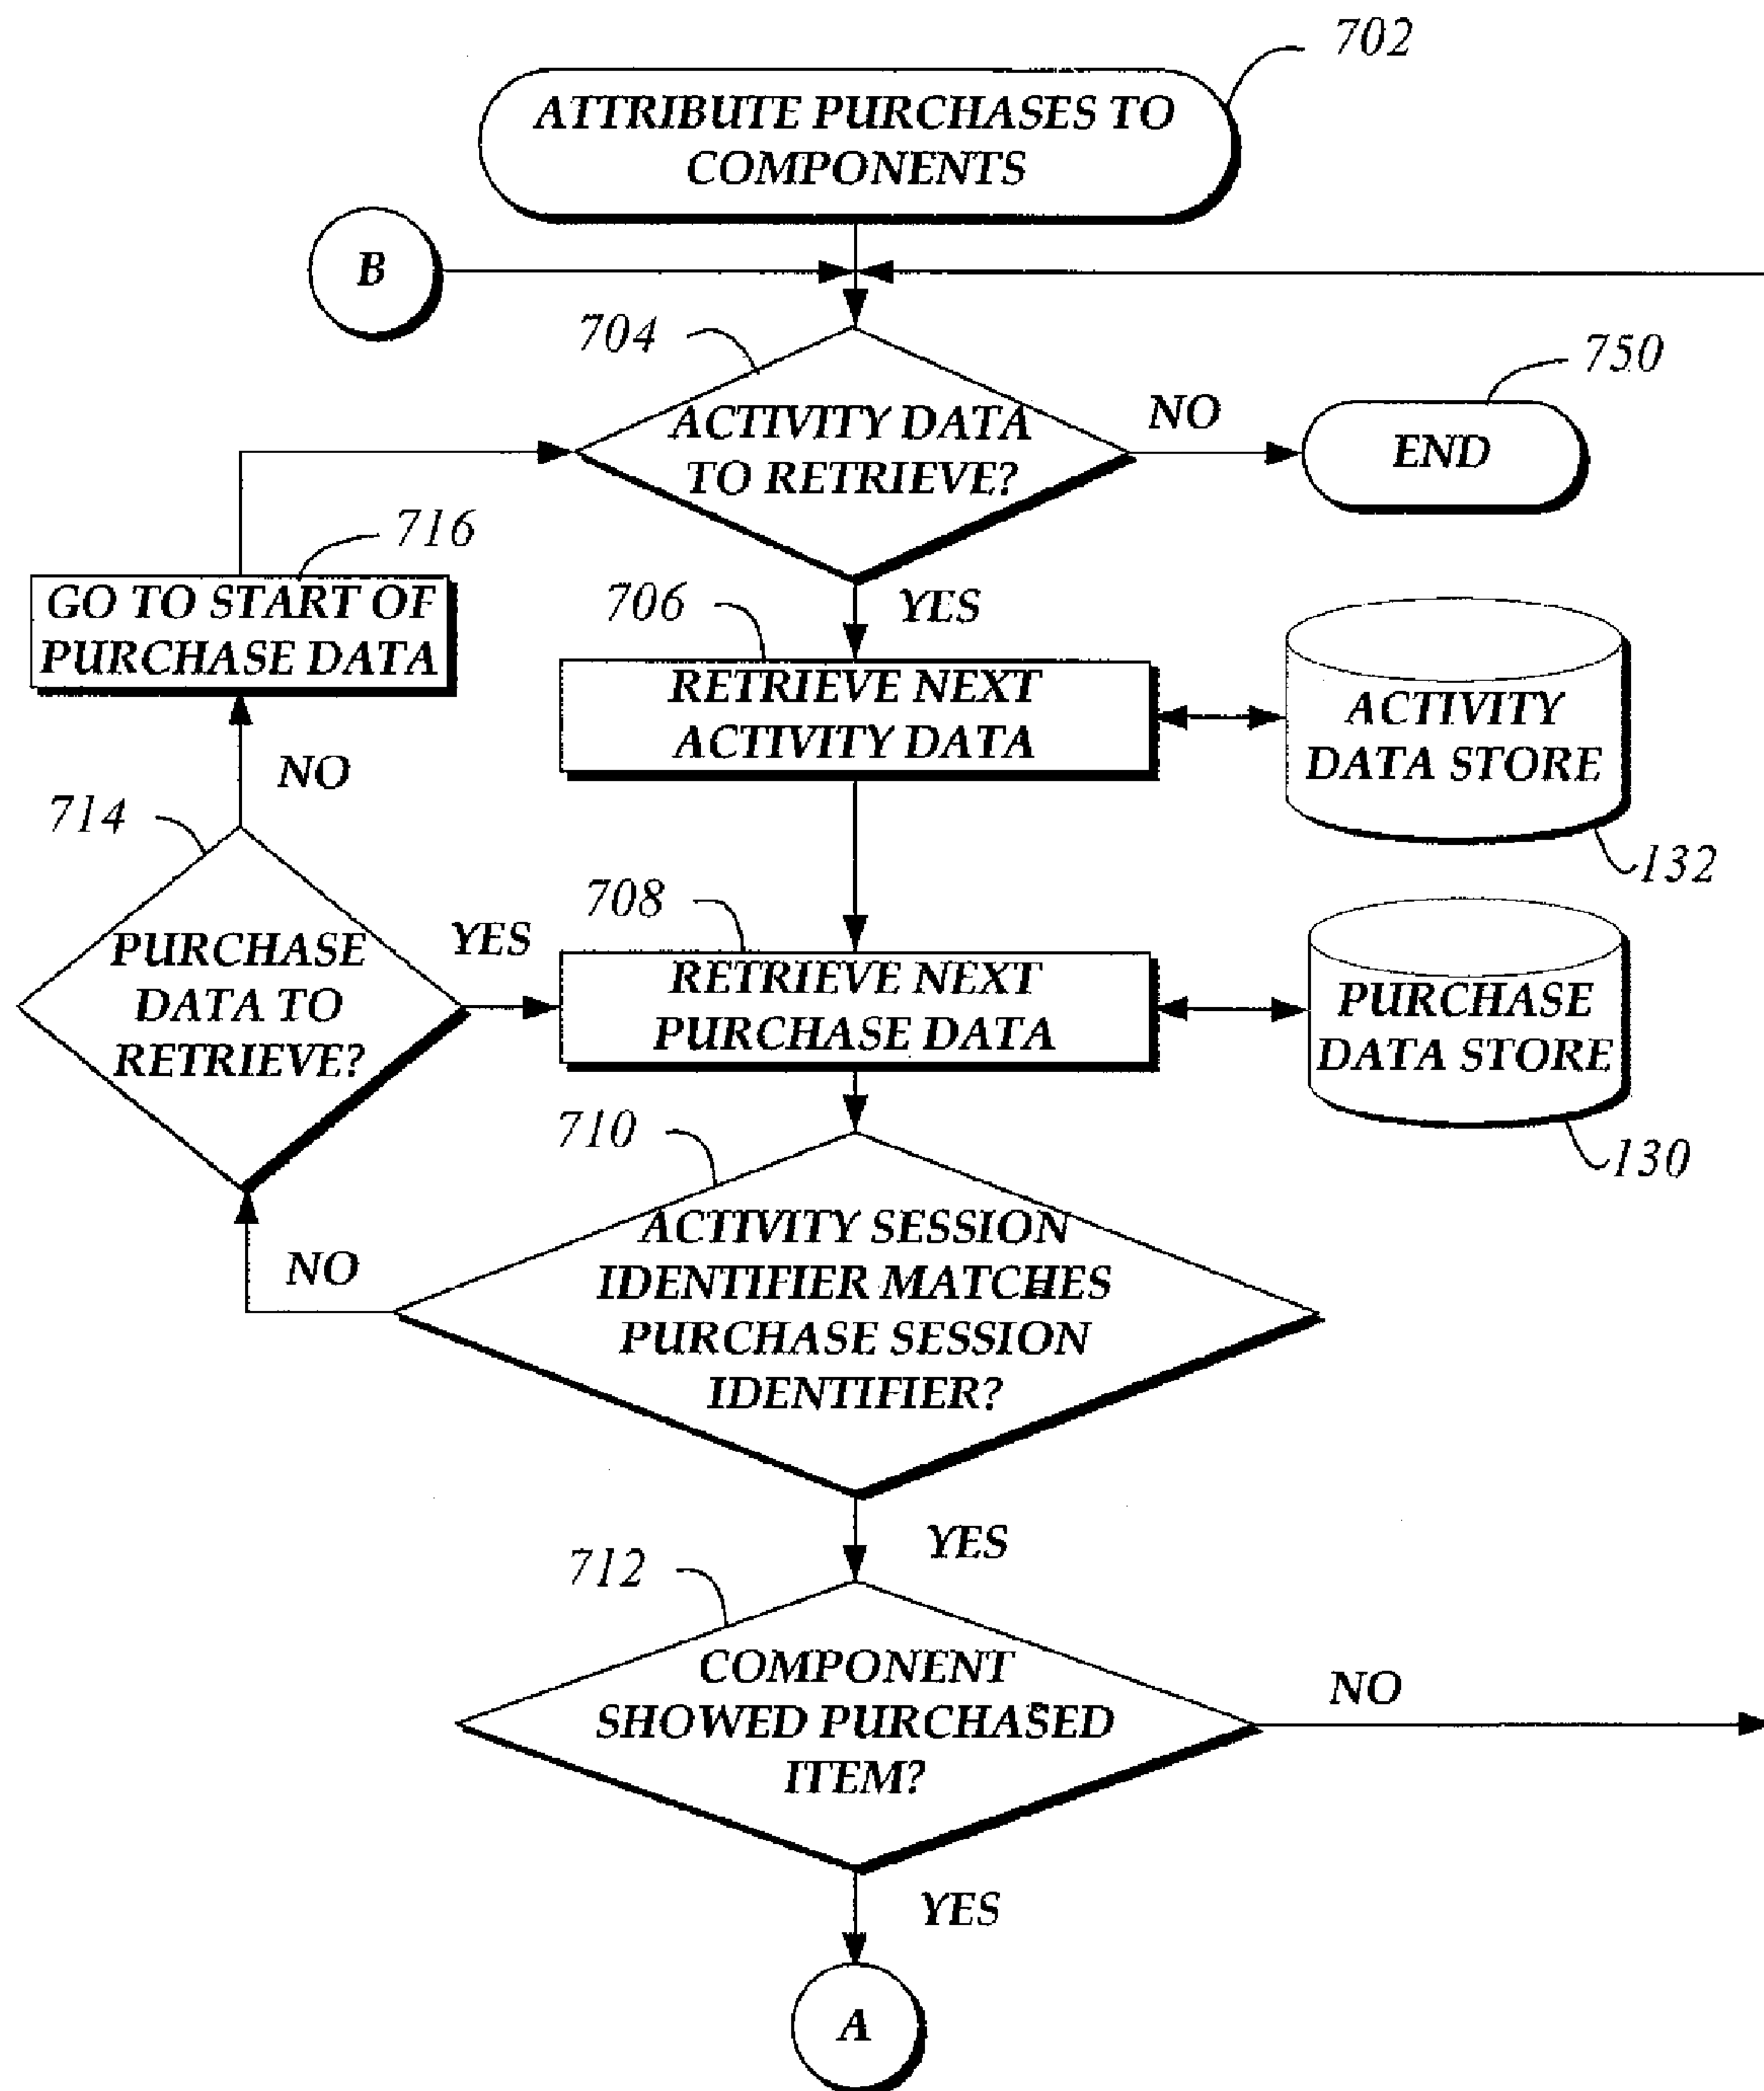 702
ATTRIBUTE PURCHASES TO
COMPONENTS
B
704
ACTIVITY DATA
TO RETRIEVE?
NO
750
END
716
GO TO START OF
PURCHASE DATA
YES
706
RETRIEVE NEXT
ACTIVITY DATA
ACTIVITY
DATA STORE
132
NO
714
PURCHASE
DATA TO
RETRIEVE?
YES
708
RETRIEVE NEXT
PURCHASE DATA
PURCHASE
DATA STORE
130
710
ACTIVITY SESSION
IDENTIFIER MATCHES
PURCHASE SESSION
IDENTIFIER?
NO
YES
712
COMPONENT
SHOWED PURCHASED
ITEM?
NO
YES
A